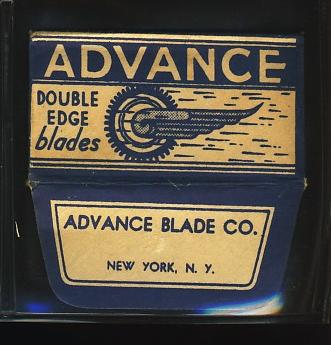 ADVANCE
DOUBLE
EDGE
blades
ADVANCE BLADE CO.
NEW YORK, N. Y.